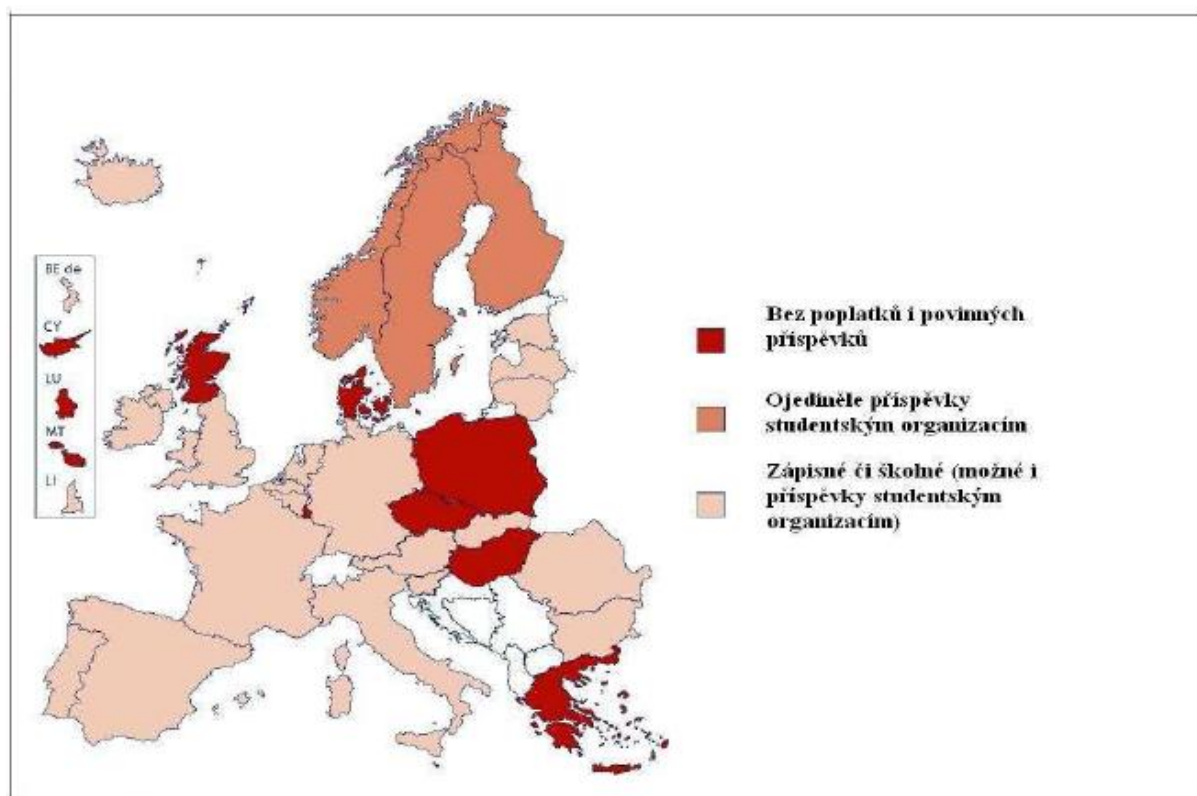 BE de
CY
LU
MT
LI
Bez poplatků i povinných
příspěvků
Ojediněle příspěvky
studentským organizacím
Zápisné či školné (možné i
příspěvky studentským
organizacím)